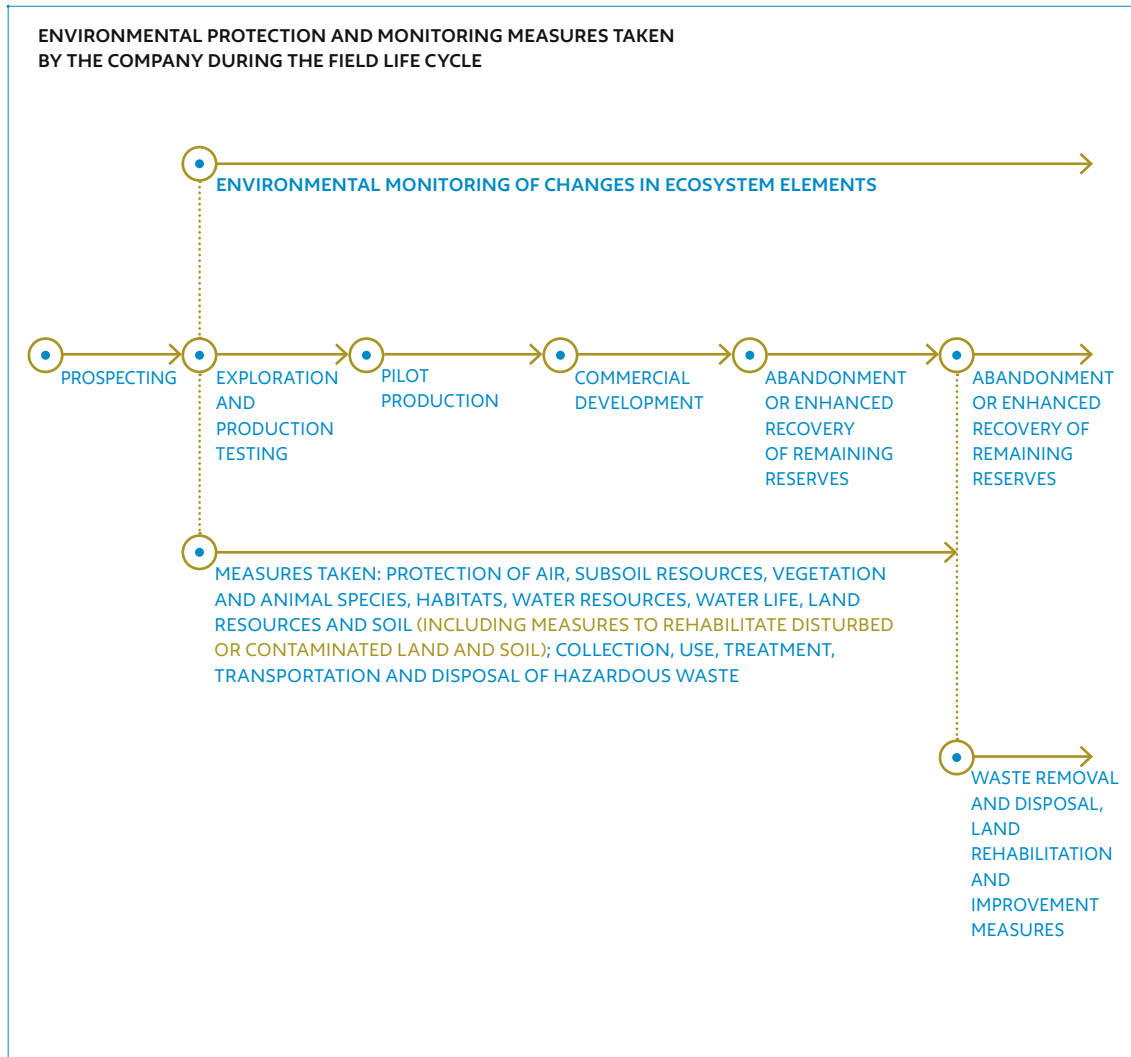 ENVIRONMENTAL PROTECTION AND MONITORING MEASURES TAKEN
BY THE COMPANY DURING THE FIELD LIFE CYCLE
ENVIRONMENTAL MONITORING OF CHANGES IN ECOSYSTEM ELEMENTS
PROSPECTING
EXPLORATION
AND
PRODUCTION
TESTING
PILOT
PRODUCTION
COMMERCIAL
DEVELOPMENT
ABANDONMENT
OR ENHANCED
RECOVERY
OF REMAINING
RESERVES
ABANDONMENT
OR ENHANCED
RECOVERY OF
REMAINING
RESERVES
MEASURES TAKEN: PROTECTION OF AIR, SUBSOIL RESOURCES, VEGETATION
AND ANIMAL SPECIES, HABITATS, WATER RESOURCES, WATER LIFE, LAND
RESOURCES AND SOIL (INCLUDING MEASURES TO REHABILITATE DISTURBED
OR CONTAMINATED LAND AND SOIL); COLLECTION, USE, TREATMENT,
TRANSPORTATION AND DISPOSAL OF HAZARDOUS WASTE
WASTE REMOVAL
AND DISPOSAL,
LAND
REHABILITATION
AND
IMPROVEMENT
MEASURES